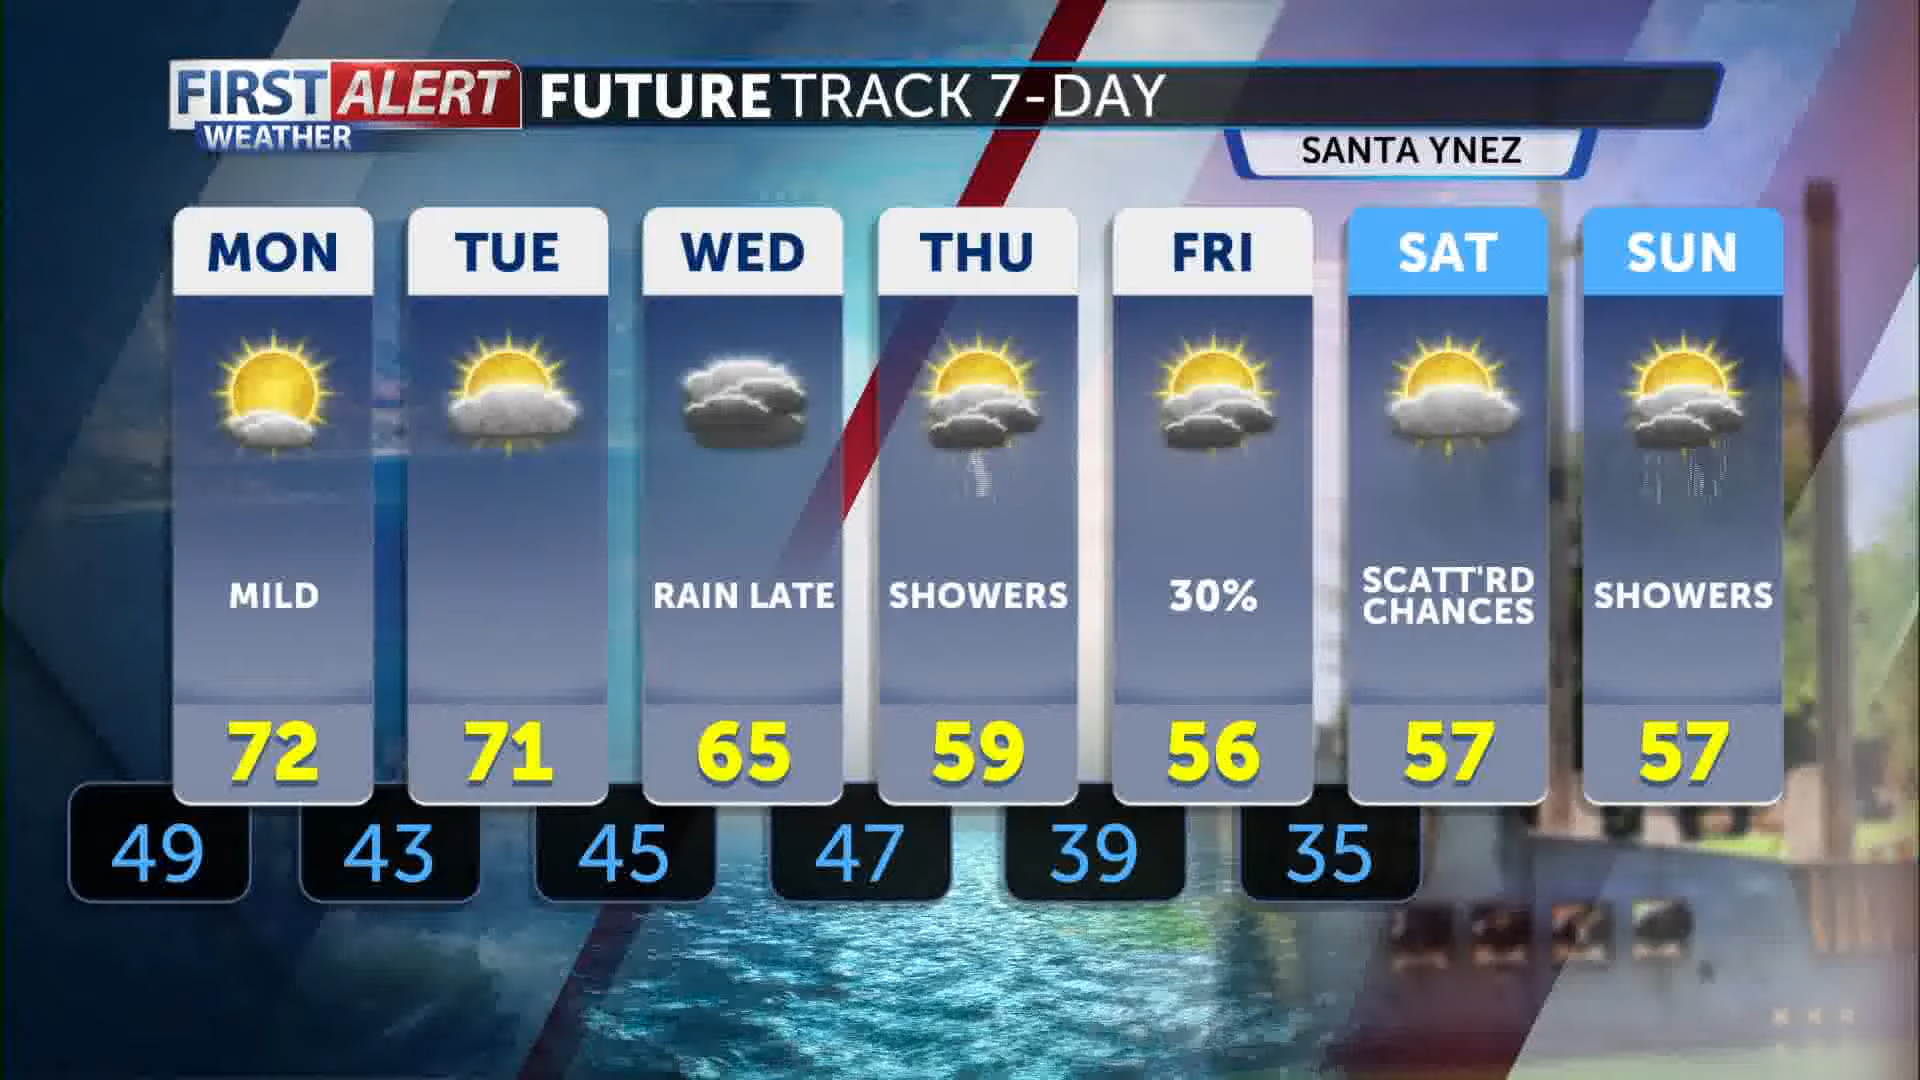 FIRST ALERT
WEATHER
FUTURE TRACK 7-DAY
SANTA YNEZ
MON TUE WED THU FRI SAT SUN
MILD
RAIN LATE
SHOWERS
30%
SCATT'RD
CHANCES
SHOWERS
72 71 65 59 56 57 57
49 43 45 47 39 35